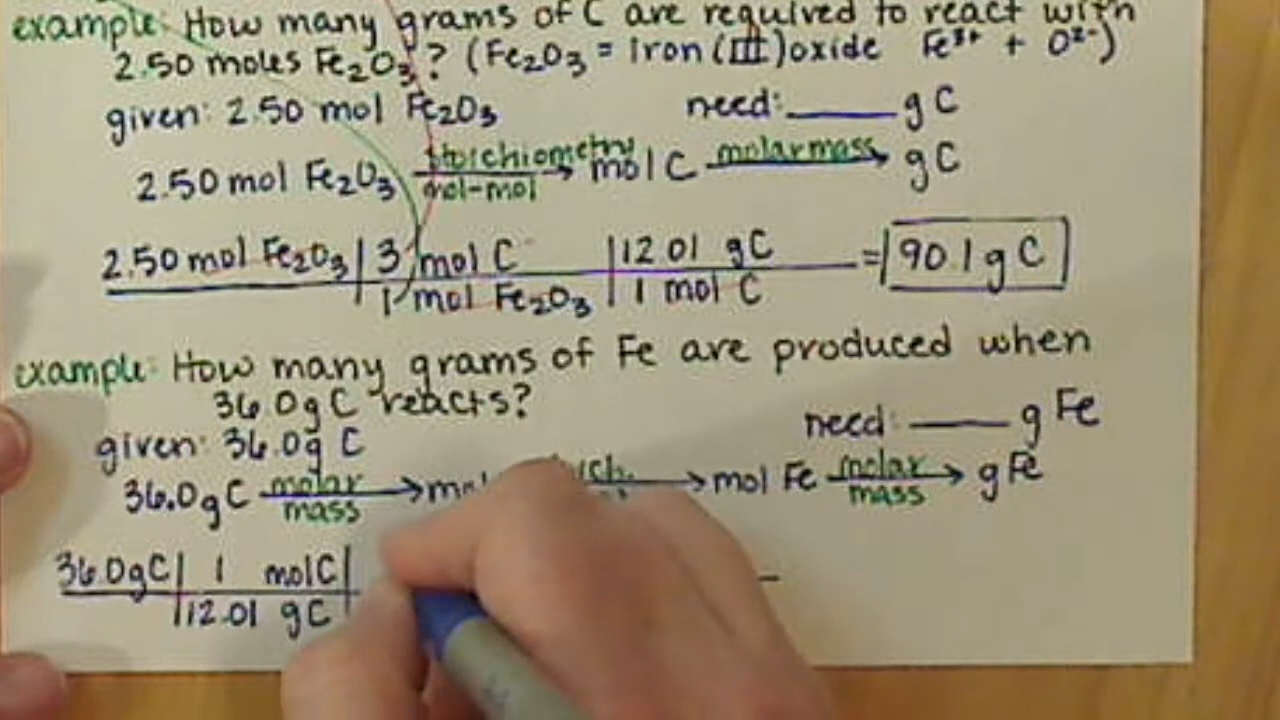 example: How many grams of C are required to react with
2.50 moles Fe₂O₃? (Fe₂O₃ = iron (III) oxide Fe³⁺ + O²⁻)
given: 2.50 mol Fe₂O₃ need: ____ g C
stoichiometry molar mass
2.50 mol Fe₂O₃ → mol C → g C
mol-mol
2.50 mol Fe₂O₃ | 3 mol C | 12.01 g C = 90.1 g C
1 mol Fe₂O₃ | 1 mol C
example: How many grams of Fe are produced when
36.0g C reacts?
given: 36.0g C need: ____ g Fe
molar molar
36.0g C → → mol Fe → g Fe
mass mass
36.0g C | 1 mol C |
12.01 g C